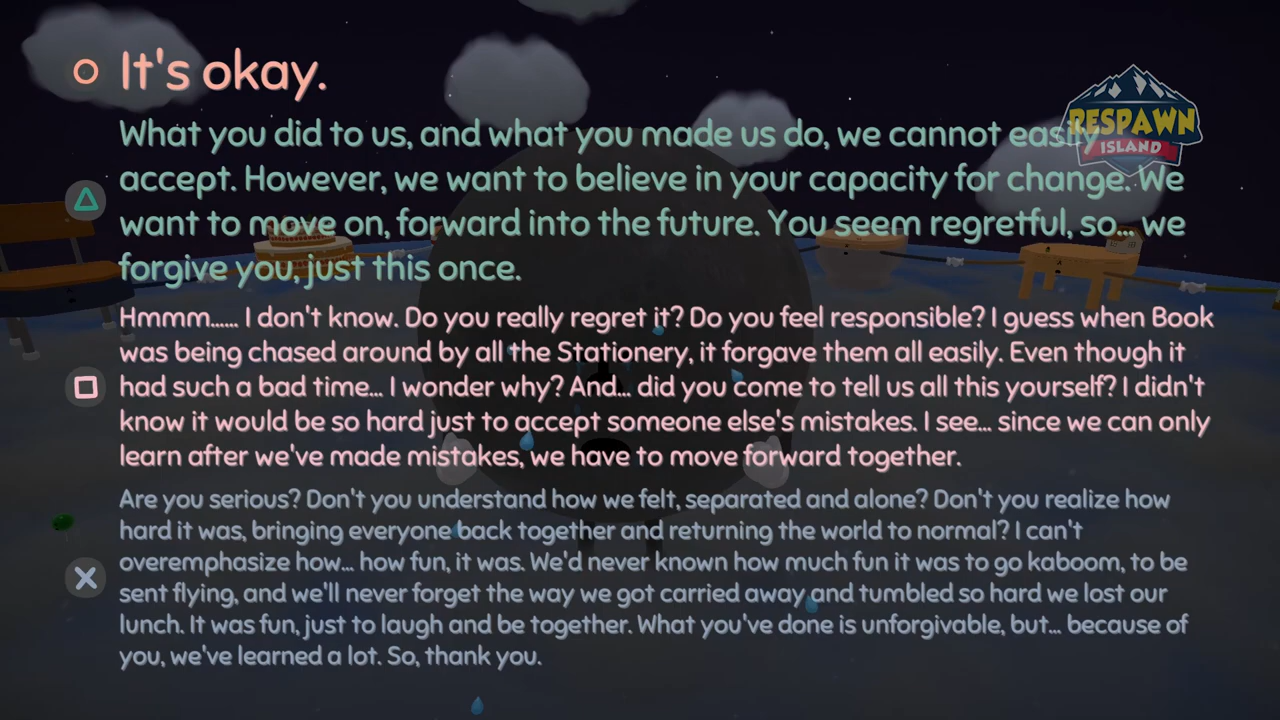 It's okay.
RESPAWN
ISLAND
What you did to us, and what you made us do, we cannot easily
accept. However, we want to believe in your capacity for change. We
want to move on, forward into the future. You seem regretful, so... we
forgive you, just this once.
Hmmm...... I don't know. Do you really regret it? Do you feel responsible? I guess when Book
was being chased around by all the Stationery, it forgave them all easily. Even though it
had such a bad time... I wonder why? And... did you come to tell us all this yourself? I didn't
know it would be so hard just to accept someone else's mistakes. I see... since we can only
learn after we've made mistakes, we have to move forward together.
Are you serious? Don't you understand how we felt, separated and alone? Don't you realize how
hard it was, bringing everyone back together and returning the world to normal? I can't
overemphasize how... how fun, it was. We'd never known how much fun it was to go kaboom, to be
sent flying, and we'll never forget the way we got carried away and tumbled so hard we lost our
lunch. It was fun, just to laugh and be together. What you've done is unforgivable, but... because of
you, we've learned a lot. So, thank you.